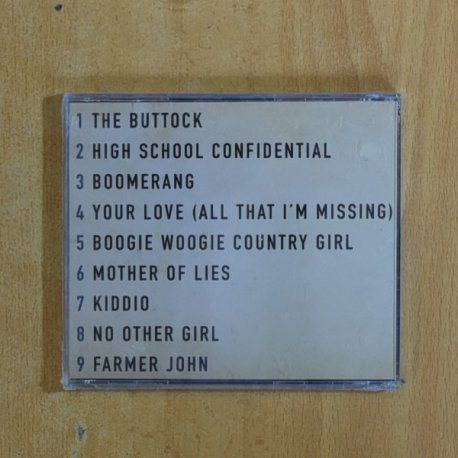 1 THE BUTTOCK
2 HIGH SCHOOL CONFIDENTIAL
3 BOOMERANG
4 YOUR LOVE (ALL THAT I'M MISSING)
5 BOOGIE WOOGIE COUNTRY GIRL
6 MOTHER OF LIES
7 KIDDIO
8 NO OTHER GIRL
9 FARMER JOHN